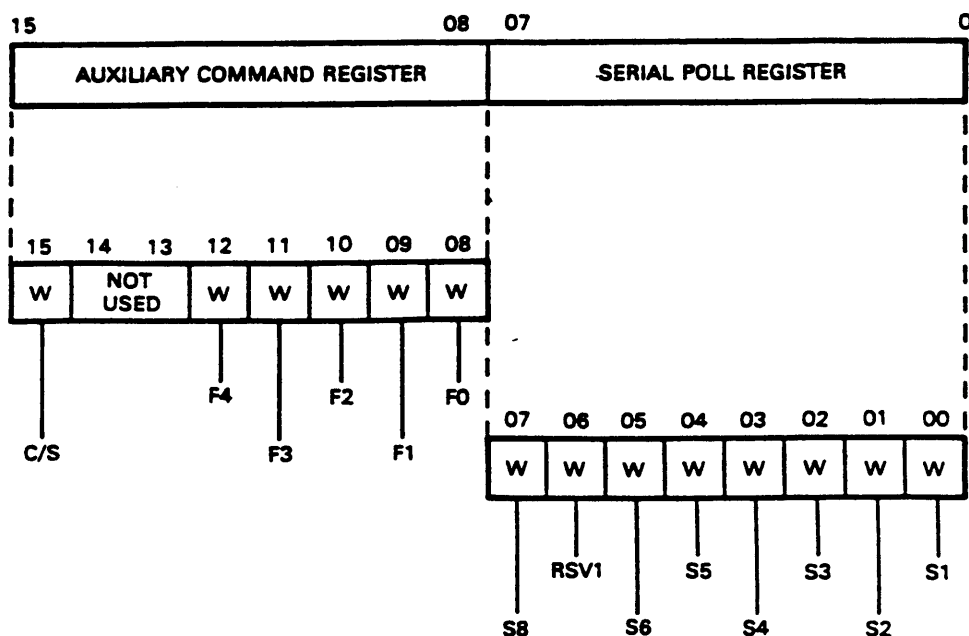 15 08 07 0
AUXILIARY COMMAND REGISTER SERIAL POLL REGISTER
15 14 13 12 11 10 09 08
W NOT USED W W W W W
F4 F2 F0
C/S F3 F1
07 06 05 04 03 02 01 00
W W W W W W W W
RSV1 S5 S3 S1
S8 S6 S4 S2